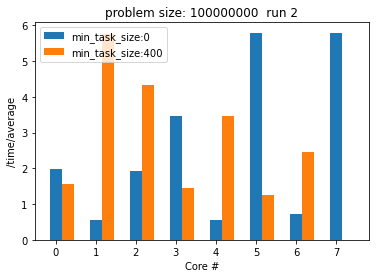 problem size: 100000000  run 2
min_task_size:0
min_task_size:400
6
5
4
3
2
1
0
/time/average
0 1 2 3 4 5 6 7
Core #